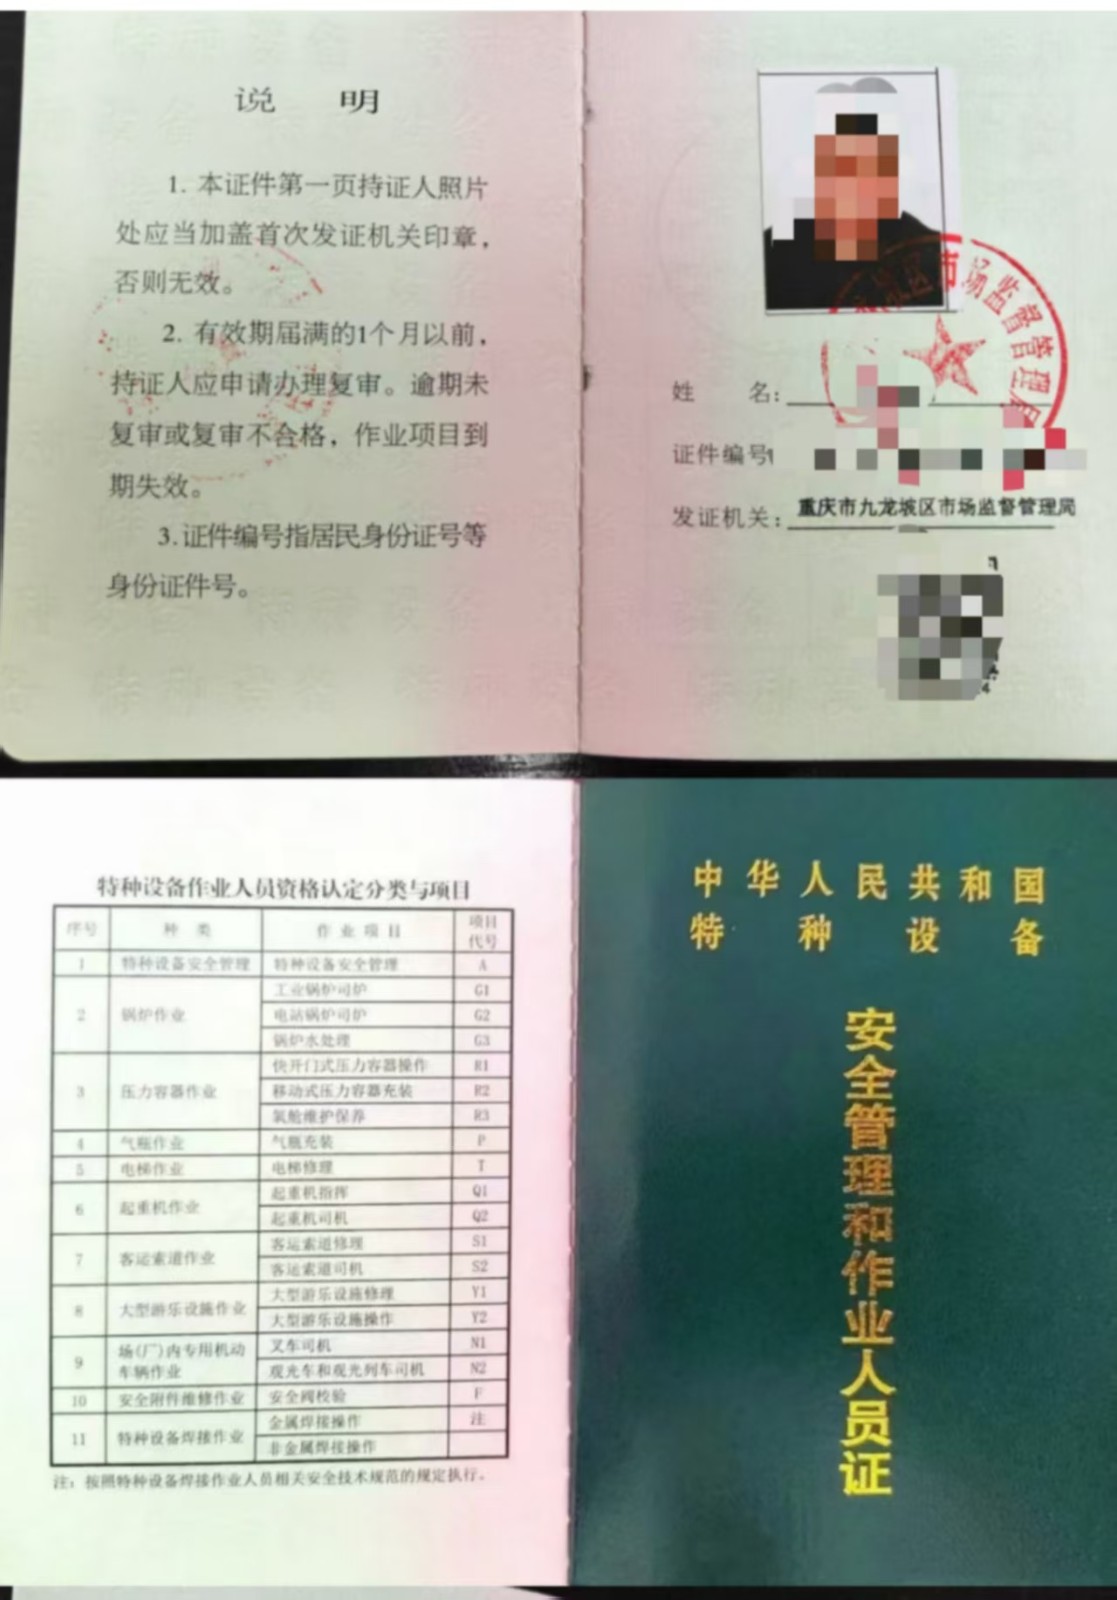 说 明
1. 本证件第一页持证人照片
处应当加盖首次发证机关印章，
否则无效。
2. 有效期届满的1个月以前，
持证人应申请办理复审。逾期未
复审或复审不合格，作业项目到
期失效。
3.证件编号指居民身份证号等
身份证件号。
坡区市场监督管理局
姓 名：
证件编号
发证机关：重庆市九龙坡区市场监督管理局
特种设备作业人员资格认定分类与项目
序号 种 类 作 业 项 目 项目代号
1 特种设备安全管理 特种设备安全管理 A
2 锅炉作业 工业锅炉司炉 G1
电站锅炉司炉 G2
锅炉水处理 G3
3 压力容器作业 快开门式压力容器操作 R1
移动式压力容器充装 R2
氧舱维护保养 R3
4 气瓶作业 气瓶充装 P
5 电梯作业 电梯修理 T
6 起重机作业 起重机指挥 Q1
起重机司机 Q2
7 客运索道作业 客运索道修理 S1
客运索道司机 S2
8 大型游乐设施作业 大型游乐设施修理 Y1
大型游乐设施操作 Y2
9 场(厂)内专用机动车辆作业 叉车司机 N1
观光车和观光列车司机 N2
10 安全附件维修作业 安全阀校验 F
11 特种设备焊接作业 金属焊接操作 注
非金属焊接操作
注：按照特种设备焊接作业人员相关安全技术规范的规定执行。
中华人民共和国
特种设备
安全管理和作业人员证